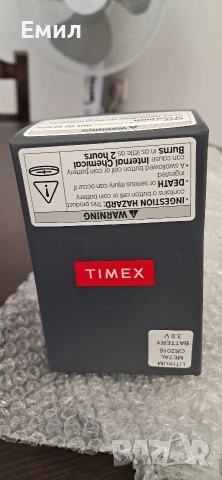 Емил
WARNING
INGESTION HAZARD: this product
contains a button cell or coin battery.
DEATH or serious injury can occur if
ingested
A swallowed button cell or coin battery
can cause Internal Chemical
Burns in as little as 2 hours
TIMEX
LITHIUM
METAL
CR2016
BATTERY
3.0 V
БАЗАР